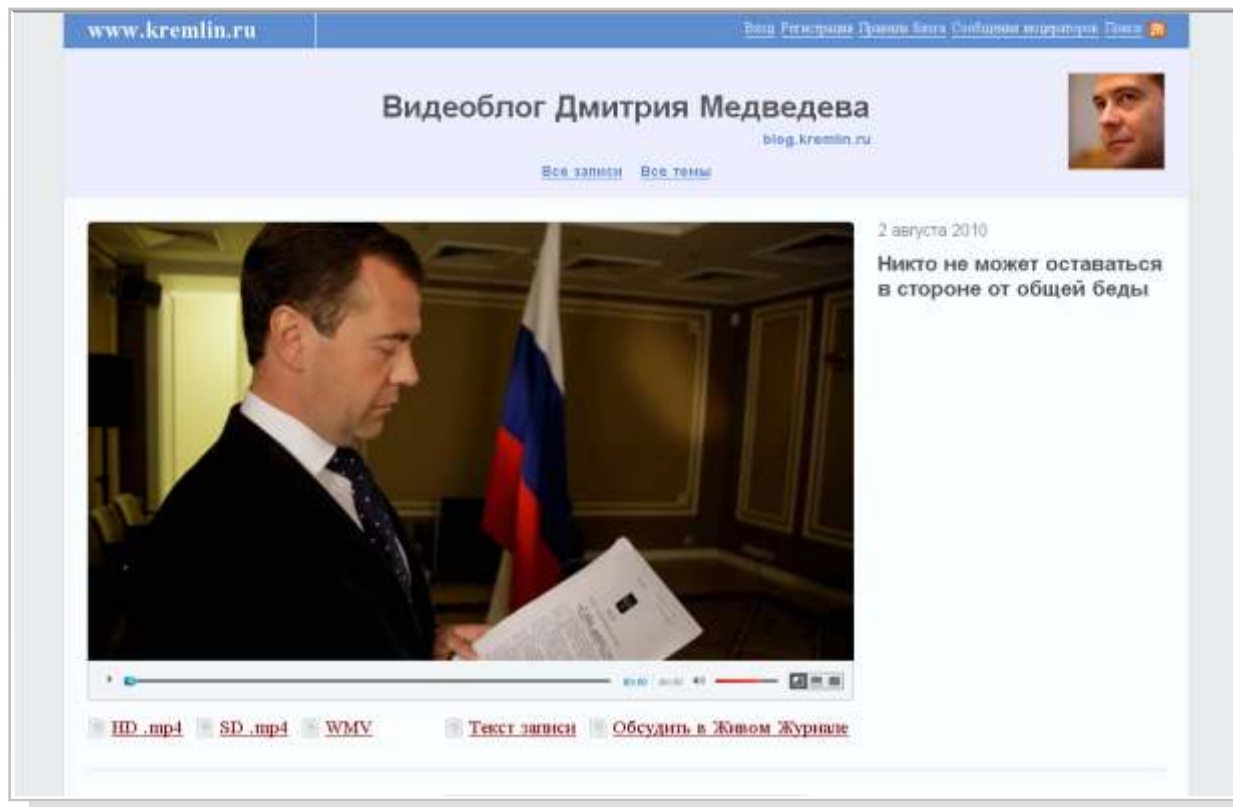 www.kremlin.ru
Вход Регистрация Правила блога Сообщения модераторов Поиск
Видеоблог Дмитрия Медведева
blog.kremlin.ru
Все записи Все темы
2 августа 2010
Никто не может оставаться
в стороне от общей беды
HD .mp4 SD .mp4 WMV Текст записи Обсудить в Живом Журнале